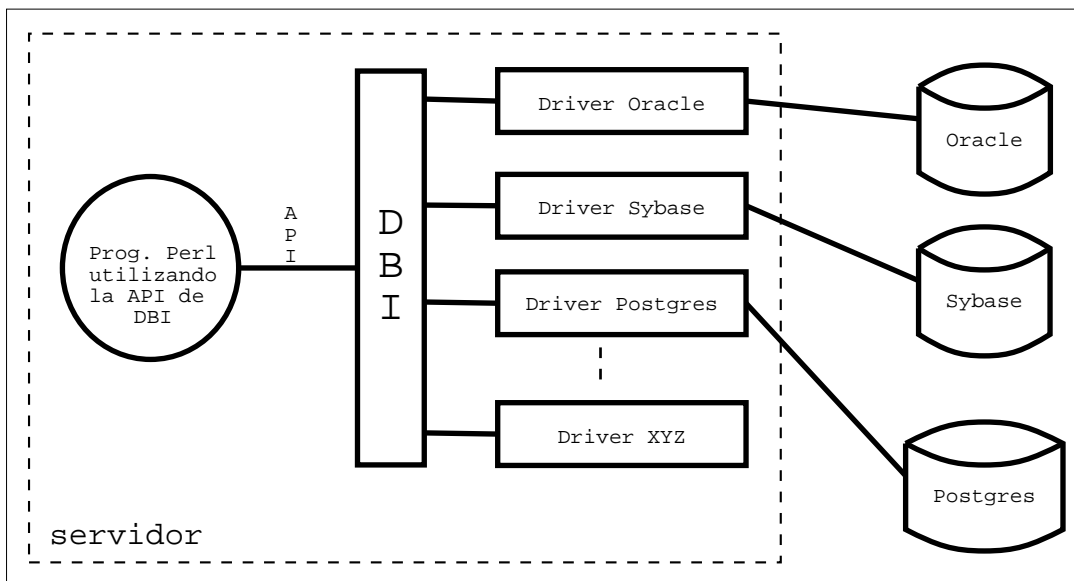 Driver Oracle
Oracle
Driver Sybase
Sybase
Driver Postgres
Postgres
Driver XYZ
A
P
I
D
B
I
Prog. Perl
utilizando
la API de
DBI
servidor